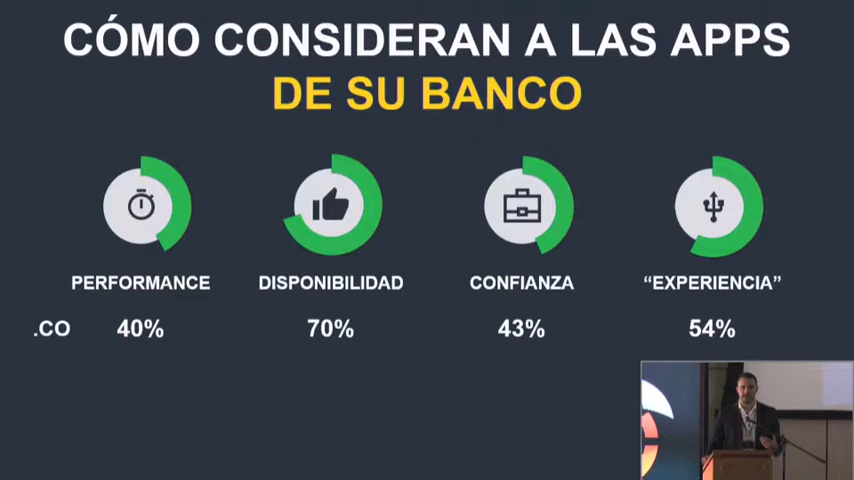 CÓMO CONSIDERAN A LAS APPS
DE SU BANCO
PERFORMANCE DISPONIBILIDAD CONFIANZA “EXPERIENCIA”
.CO 40% 70% 43% 54%